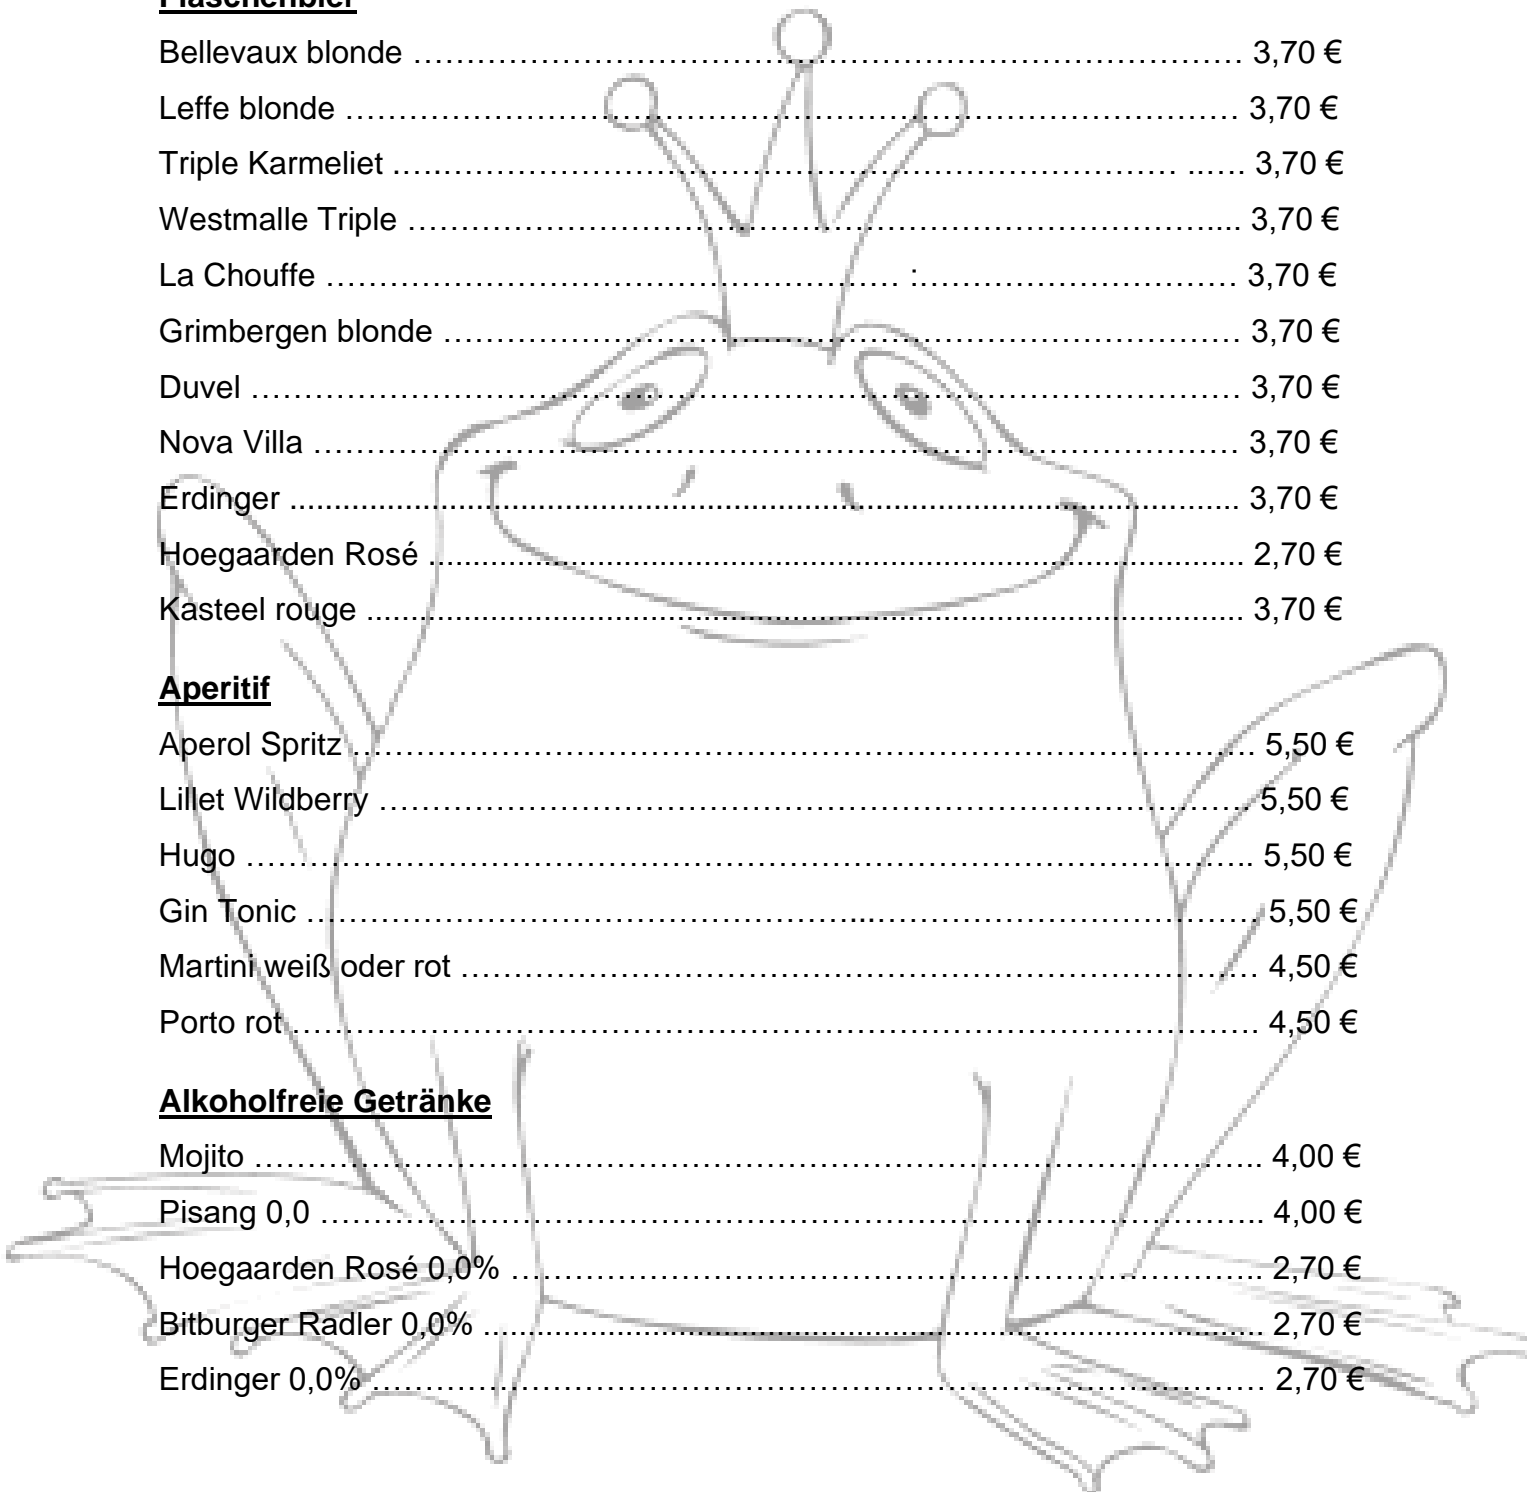 Flaschenbier
Bellevaux blonde ……………………………………………………………………… 3,70 €
Leffe blonde …………………………………………………………………………… 3,70 €
Triple Karmeliet ………………………………………………………………… ...… 3,70 €
Westmalle Triple ……………………………………………………………………..... 3,70 €
La Chouffe ……………………………………………… :………………………… 3,70 €
Grimbergen blonde …………………………………………………………………… 3,70 €
Duvel …………………………………………………………………………………… 3,70 €
Nova Villa ……………………………………………………………………………… 3,70 €
Erdinger ................................................................................................ 3,70 €
Hoegaarden Rosé ................................................................................ 2,70 €
Kasteel rouge ...................................................................................... 3,70 €
Aperitif
Aperol Spritz …………………………………………………………………………… 5,50 €
Lillet Wildberry ………………………………………………………………………… 5,50 €
Hugo …………………………………………………………………………………… 5,50 €
Gin Tonic ……………………………………………...……………………………… 5,50 €
Martini weiß oder rot ………………………………………………………………… 4,50 €
Porto rot ……………………………………………………………………………… 4,50 €
Alkoholfreie Getränke
Mojito …………………………………………………………………………………... 4,00 €
Pisang 0,0 ……………………………………………………………………………... 4,00 €
Hoegaarden Rosé 0,0% ……………………………………………………………... 2,70 €
Bitburger Radler 0,0% ........................................................................... 2,70 €
Erdinger 0,0% ………………………………………………………………………… 2,70 €